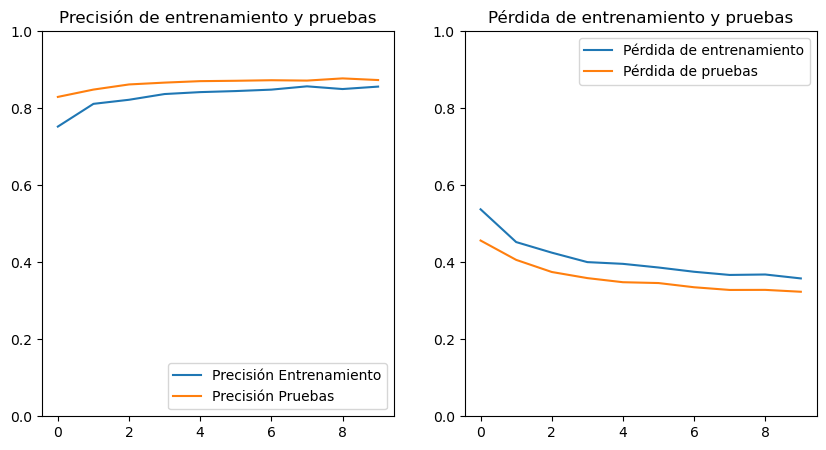 Precisión de entrenamiento y pruebas
1.0
0.8
0.6
0.4
0.2
0.0
0 2 4 6 8
Precisión Entrenamiento
Precisión Pruebas
Pérdida de entrenamiento y pruebas
1.0
0.8
0.6
0.4
0.2
0.0
0 2 4 6 8
Pérdida de entrenamiento
Pérdida de pruebas